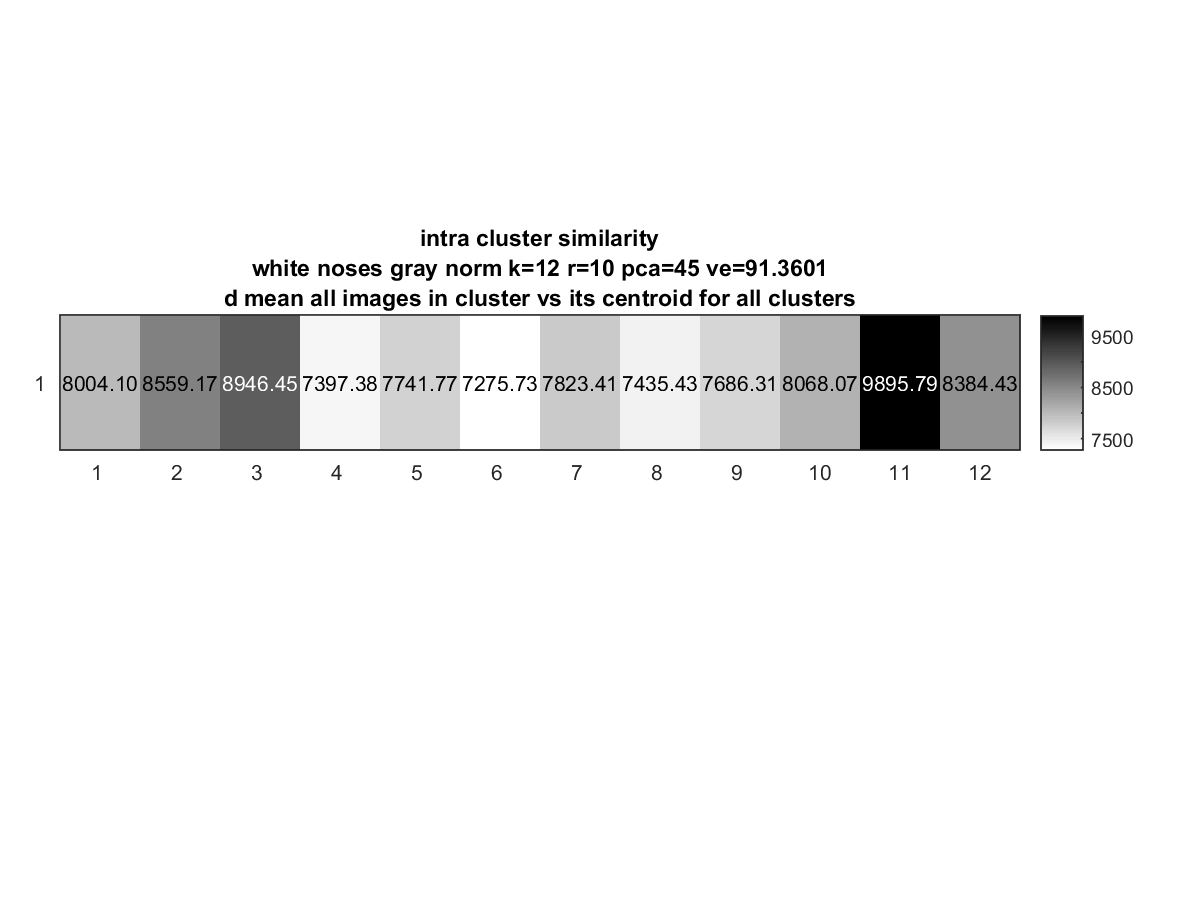 intra cluster similarity
white noses gray norm k=12 r=10 pca=45 ve=91.3601
d mean all images in cluster vs its centroid for all clusters
1 8004.10 8559.17 8946.45 7397.38 7741.77 7275.73 7823.41 7435.43 7686.31 8068.07 9895.79 8384.43
1 2 3 4 5 6 7 8 9 10 11 12
9500
8500
7500